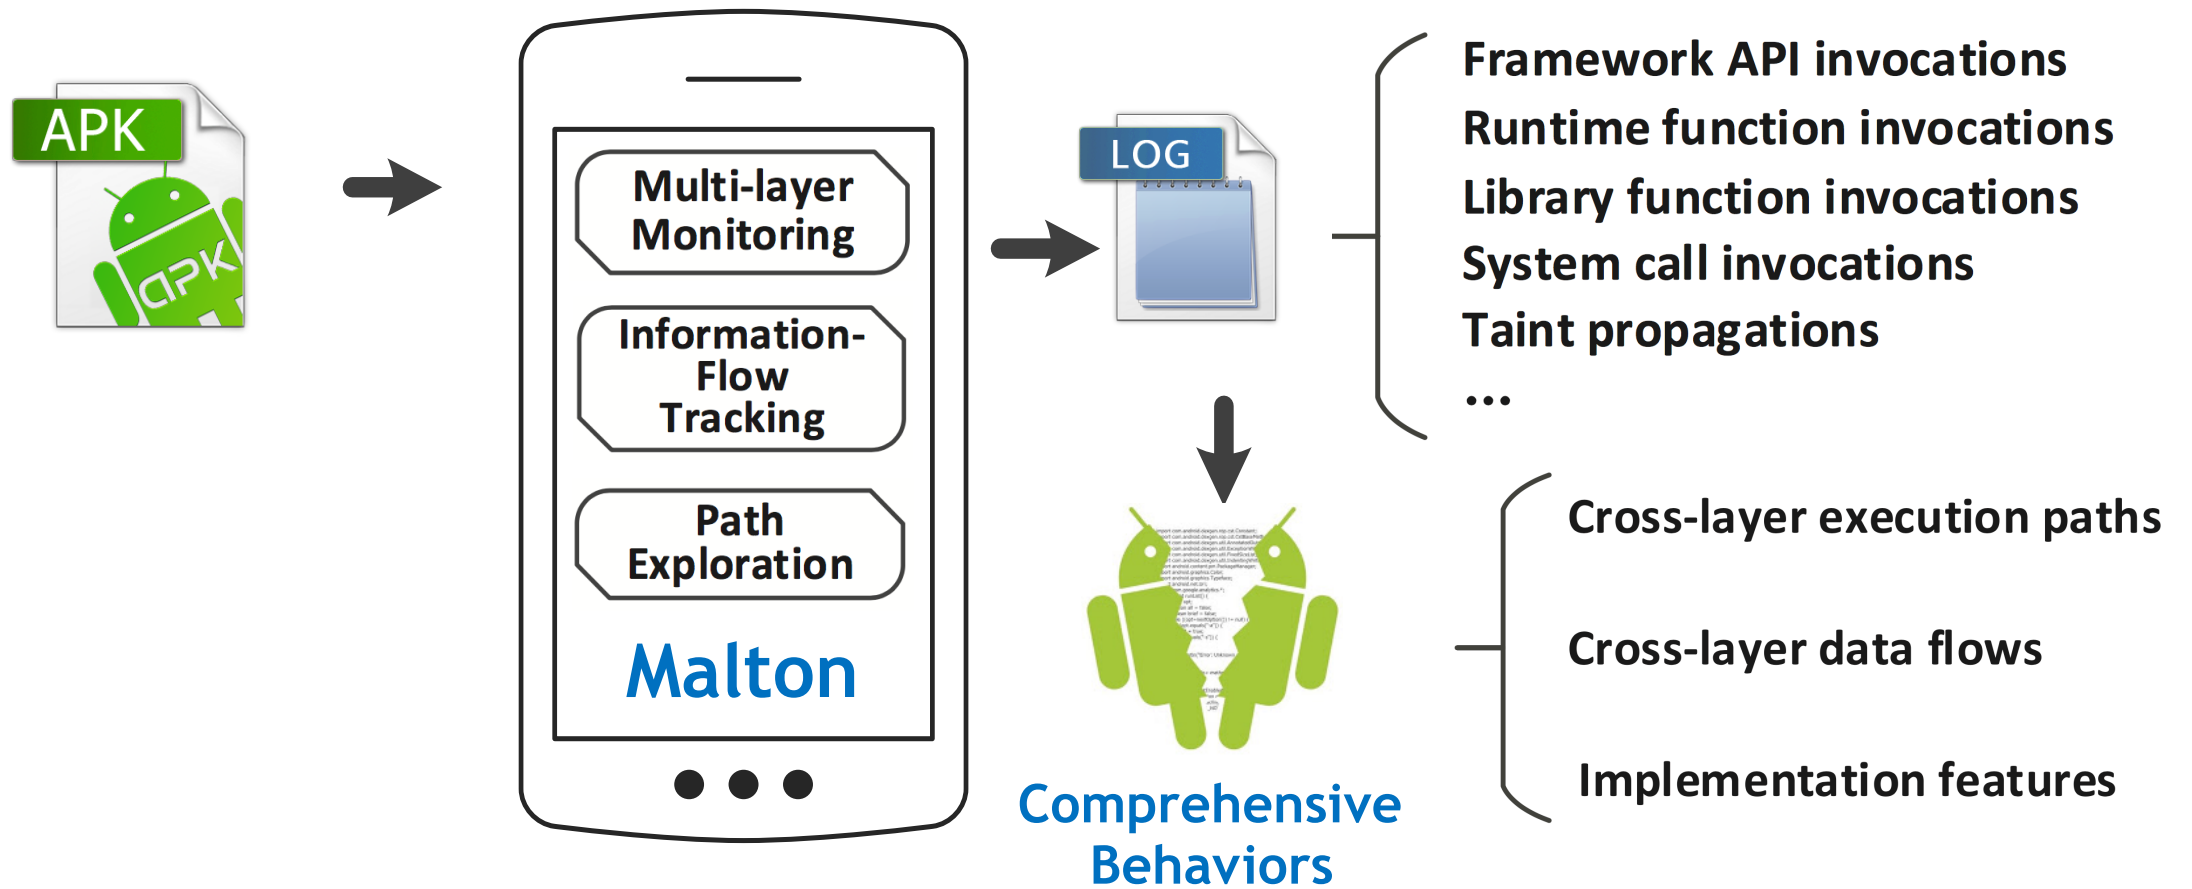 APK
APK
Multi-layer
Monitoring
Information-
Flow
Tracking
Path
Exploration
Malton
LOG
Framework API invocations
Runtime function invocations
Library function invocations
System call invocations
Taint propagations
...
Comprehensive
Behaviors
Cross-layer execution paths
Cross-layer data flows
Implementation features